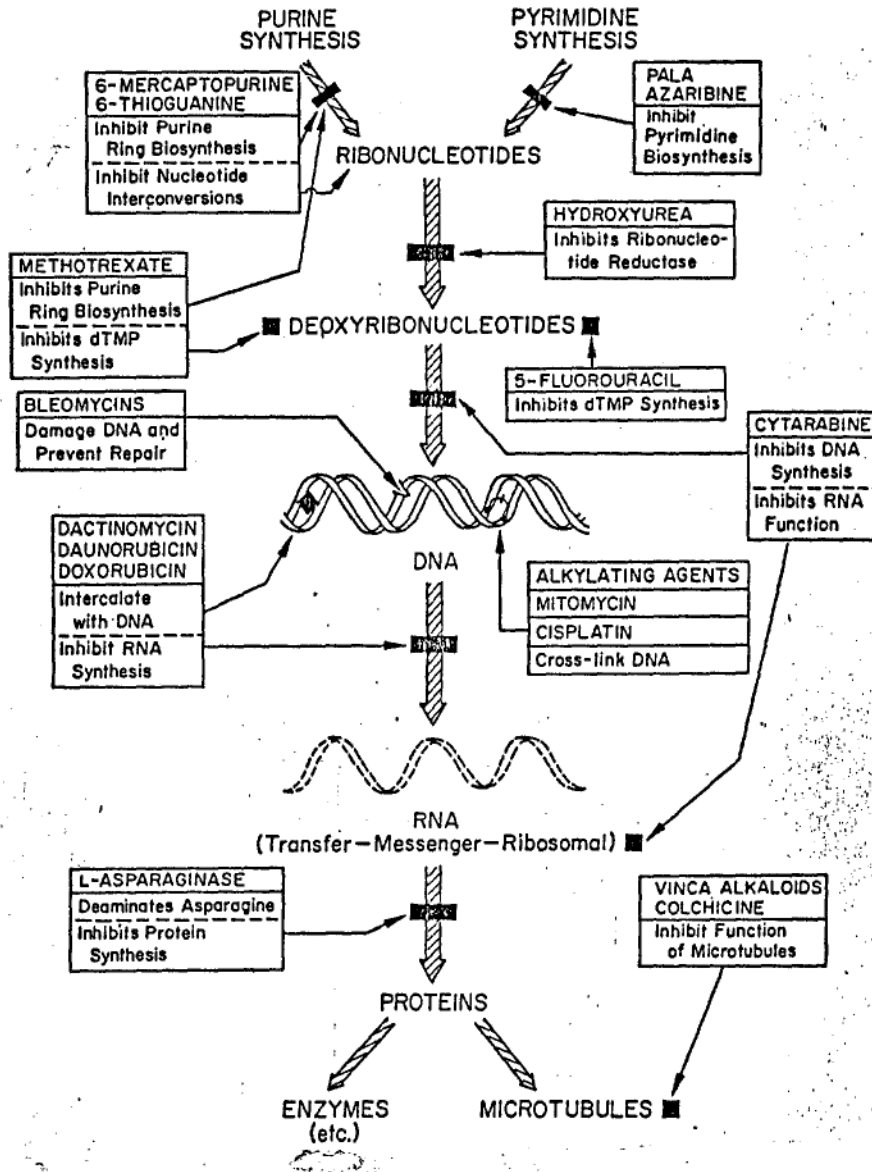 PURINE
SYNTHESIS
PYRIMIDINE
SYNTHESIS
6-MERCAPTOPURINE
6-THIOGUANINE
Inhibit Purine
Ring Biosynthesis
Inhibit Nucleotide
Interconversions
PALA
AZARIBINE
Inhibit
Pyrimidine
Biosynthesis
RIBONUCLEOTIDES
HYDROXYUREA
Inhibits Ribonucleo-
tide Reductase
METHOTREXATE
Inhibits Purine
Ring Biosynthesis
Inhibits dTMP
Synthesis
DEOXYRIBONUCLEOTIDES
5-FLUOROURACIL
Inhibits dTMP Synthesis
BLEOMYCINS
Damage DNA and
Prevent Repair
CYTARABINE
Inhibits DNA
Synthesis
Inhibits RNA
Function
DACTINOMYCIN
DAUNORUBICIN
DOXORUBICIN
Intercalate
with DNA
Inhibit RNA
Synthesis
DNA
ALKYLATING AGENTS
MITOMYCIN
CISPLATIN
Cross-link DNA
RNA
(Transfer-Messenger-Ribosomal)
L-ASPARAGINASE
Deaminates Asparagine
Inhibits Protein
Synthesis
VINCA ALKALOIDS
COLCHICINE
Inhibit Function
of Microtubules
PROTEINS
ENZYMES
(etc.)
MICROTUBULES